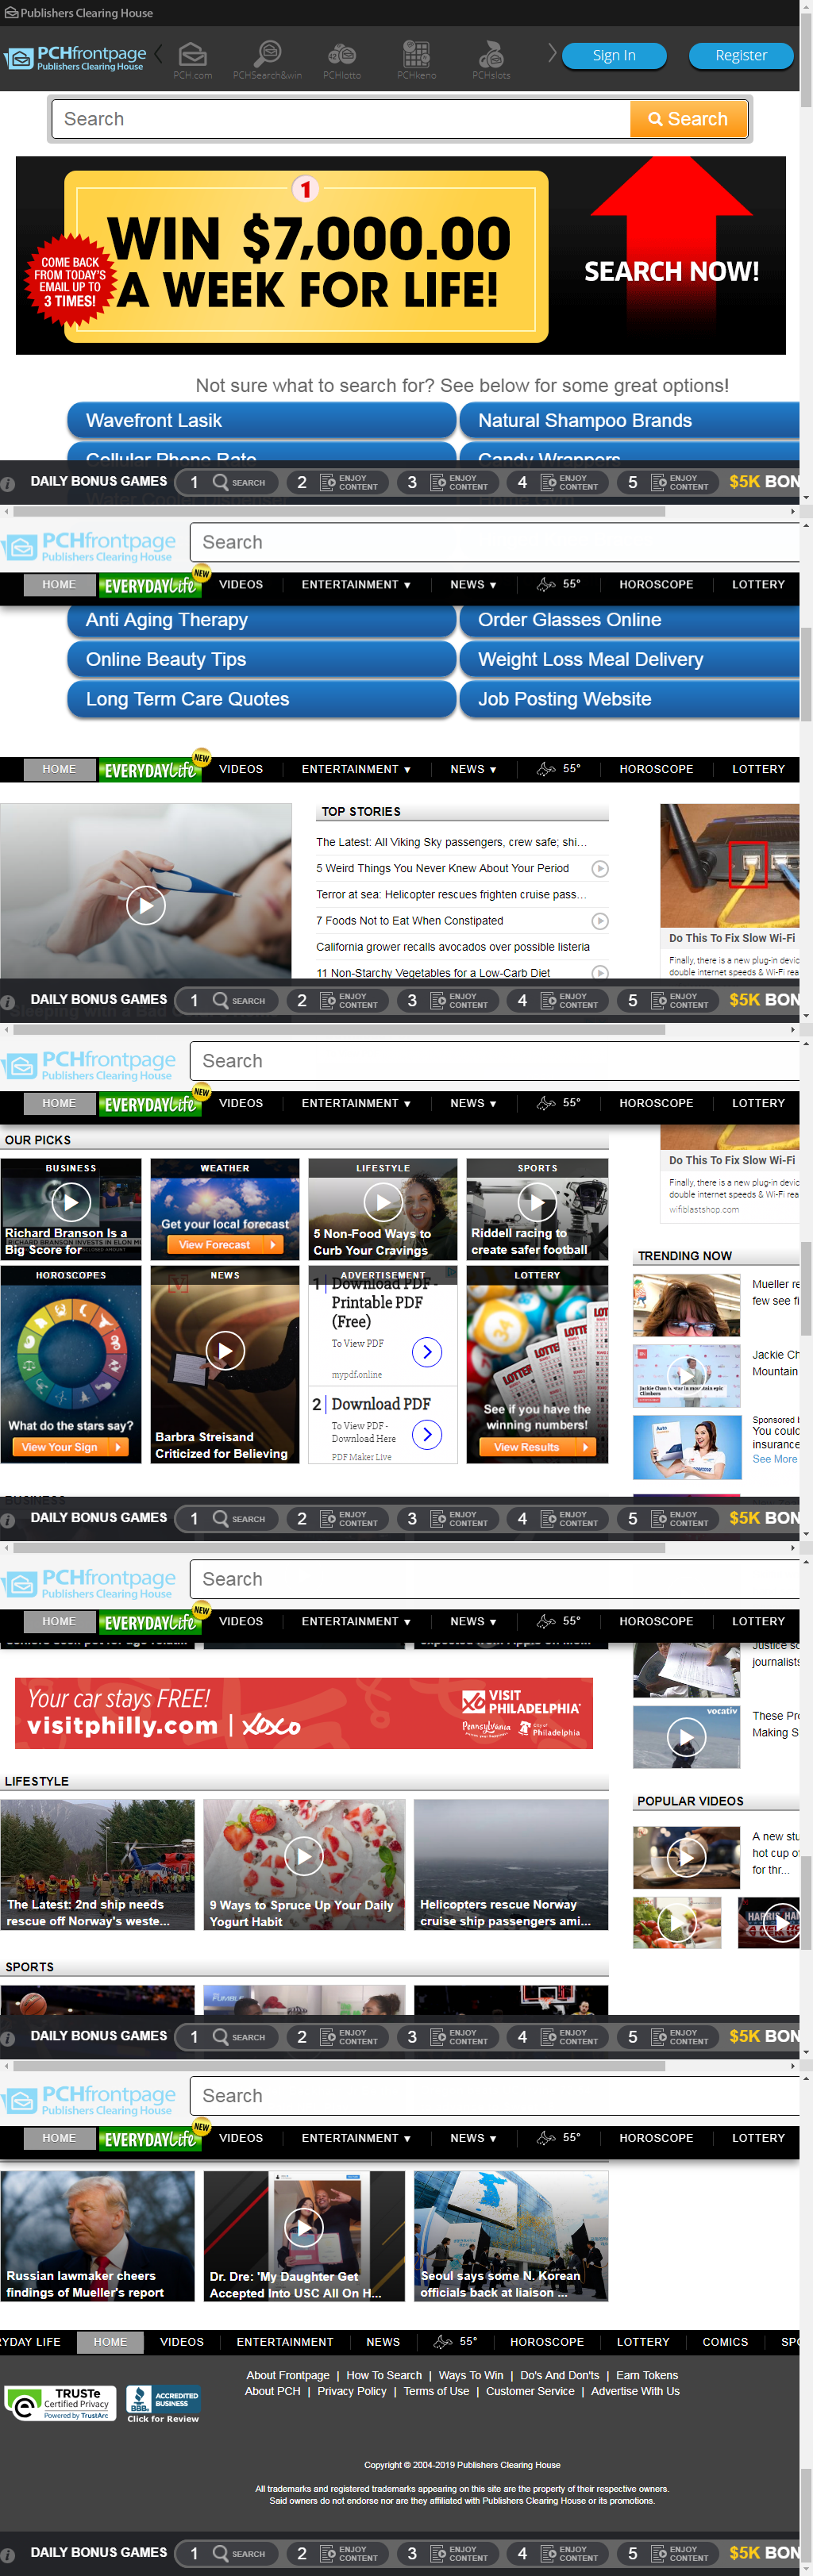 Publishers Clearing House
PCHfrontpage
Publishers Clearing House
PCH.com
PCHSearch&win
PCHlotto
PCHkeno
PCHslots
Sign In
Register
Search
Search
1
WIN $7,000.00
A WEEK FOR LIFE!
COME BACK
FROM TODAY'S
EMAIL UP TO
3 TIMES!
SEARCH NOW!
Not sure what to search for? See below for some great options!
Wavefront Lasik
Natural Shampoo Brands
Cellular Phone Rate
Candy Wrappers
Water Cooler Dispenser
Home Gym
DAILY BONUS GAMES 1 SEARCH 2 ENJOY CONTENT 3 ENJOY CONTENT 4 ENJOY CONTENT 5 ENJOY CONTENT $5K BON
PCHfrontpage
Publishers Clearing House
Search
HOME EVERYDAY Life NEW VIDEOS ENTERTAINMENT ▼ NEWS ▼ 55° HOROSCOPE LOTTERY
Anti Aging Therapy
Order Glasses Online
Online Beauty Tips
Weight Loss Meal Delivery
Long Term Care Quotes
Job Posting Website
HOME EVERYDAY Life NEW VIDEOS ENTERTAINMENT ▼ NEWS ▼ 55° HOROSCOPE LOTTERY
TOP STORIES
The Latest: All Viking Sky passengers, crew safe; shi...
5 Weird Things You Never Knew About Your Period
Terror at sea: Helicopter rescues frighten cruise pass...
7 Foods Not to Eat When Constipated
California grower recalls avocados over possible listeria
11 Non-Starchy Vegetables for a Low-Carb Diet
Do This To Fix Slow Wi-Fi
Finally, there is a new plug-in devic
double internet speeds & Wi-Fi rea
Sleeping with a Bad
DAILY BONUS GAMES 1 SEARCH 2 ENJOY CONTENT 3 ENJOY CONTENT 4 ENJOY CONTENT 5 ENJOY CONTENT $5K BON
PCHfrontpage
Publishers Clearing House
Search
HOME EVERYDAY Life NEW VIDEOS ENTERTAINMENT ▼ NEWS ▼ 55° HOROSCOPE LOTTERY
OUR PICKS
BUSINESS
Richard Branson Is a
Big Score for
WEATHER
Get your local forecast
View Forecast
LIFESTYLE
5 Non-Food Ways to
Curb Your Cravings
SPORTS
Riddell racing to
create safer football
Do This To Fix Slow Wi-Fi
Finally, there is a new plug-in devic
double internet speeds & Wi-Fi rea
wifiblastshop.com
HOROSCOPES
What do the stars say?
View Your Sign
NEWS
Barbra Streisand
Criticized for Believing
ADVERTISEMENT
1 Download PDF -
Printable PDF
(Free)
To View PDF
mypdf.online
2 Download PDF
To View PDF -
Download Here
PDF Maker Live
LOTTERY
See if you have the
winning numbers!
View Results
TRENDING NOW
Mueller re
few see fi
Jackie Ch
Mountain
Sponsored b
You could
insurance
See More
BUSINESS
DAILY BONUS GAMES 1 SEARCH 2 ENJOY CONTENT 3 ENJOY CONTENT 4 ENJOY CONTENT 5 ENJOY CONTENT $5K BON
PCHfrontpage
Publishers Clearing House
Search
HOME EVERYDAY Life NEW VIDEOS ENTERTAINMENT ▼ NEWS ▼ 55° HOROSCOPE LOTTERY
Justice so
journalists
Your car stays FREE!
visitphilly.com | xoxo
VISIT
PHILADELPHIA
Pennsylvania
City of Philadelphia
vocativ
These Pro
Making S
LIFESTYLE
The Latest: 2nd ship needs
rescue off Norway's weste...
9 Ways to Spruce Up Your Daily
Yogurt Habit
Helicopters rescue Norway
cruise ship passengers ami...
POPULAR VIDEOS
A new stu
hot cup of
for thr...
SPORTS
DAILY BONUS GAMES 1 SEARCH 2 ENJOY CONTENT 3 ENJOY CONTENT 4 ENJOY CONTENT 5 ENJOY CONTENT $5K BON
PCHfrontpage
Publishers Clearing House
Search
HOME EVERYDAY Life NEW VIDEOS ENTERTAINMENT ▼ NEWS ▼ 55° HOROSCOPE LOTTERY
Russian lawmaker cheers
findings of Mueller's report
Dr. Dre: 'My Daughter Get
Accepted Into USC All On H...
Seoul says some N. Korean
officials back at liaison ...
RYDAY LIFE HOME VIDEOS ENTERTAINMENT NEWS 55° HOROSCOPE LOTTERY COMICS SPO
About Frontpage | How To Search | Ways To Win | Do's And Don'ts | Earn Tokens
About PCH | Privacy Policy | Terms of Use | Customer Service | Advertise With Us
TRUSTe
Certified Privacy
Powered by TrustArc
BBB
ACCREDITED
BUSINESS
Click for Review
Copyright © 2004-2019 Publishers Clearing House
All trademarks and registered trademarks appearing on this site are the property of their respective owners.
Said owners do not endorse nor are they affiliated with Publishers Clearing House or its promotions.
DAILY BONUS GAMES 1 SEARCH 2 ENJOY CONTENT 3 ENJOY CONTENT 4 ENJOY CONTENT 5 ENJOY CONTENT $5K BON